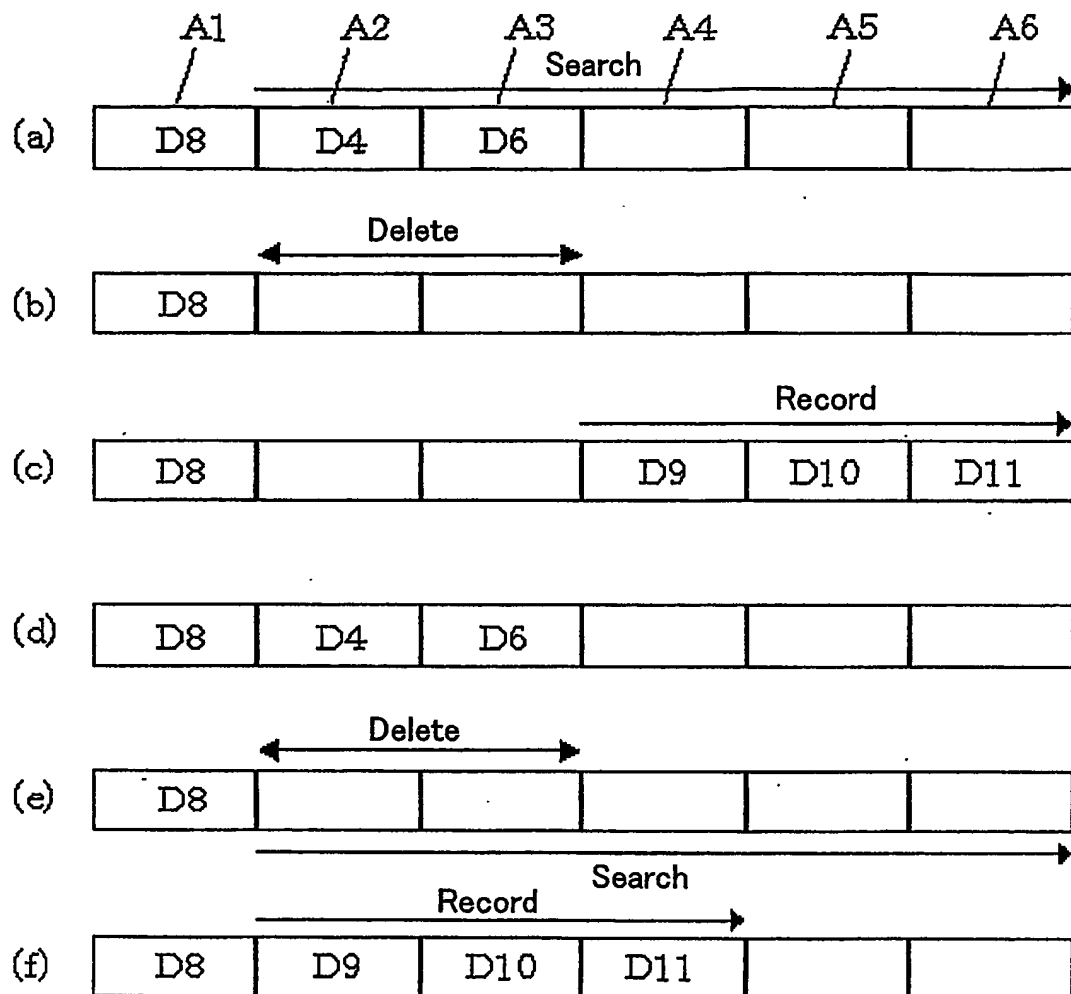 A1 A2 A3 A4 A5 A6
Search
(a) D8 D4 D6
Delete
(b) D8
Record
(c) D8 D9 D10 D11
(d) D8 D4 D6
Delete
(e) D8
Search
Record
(f) D8 D9 D10 D11